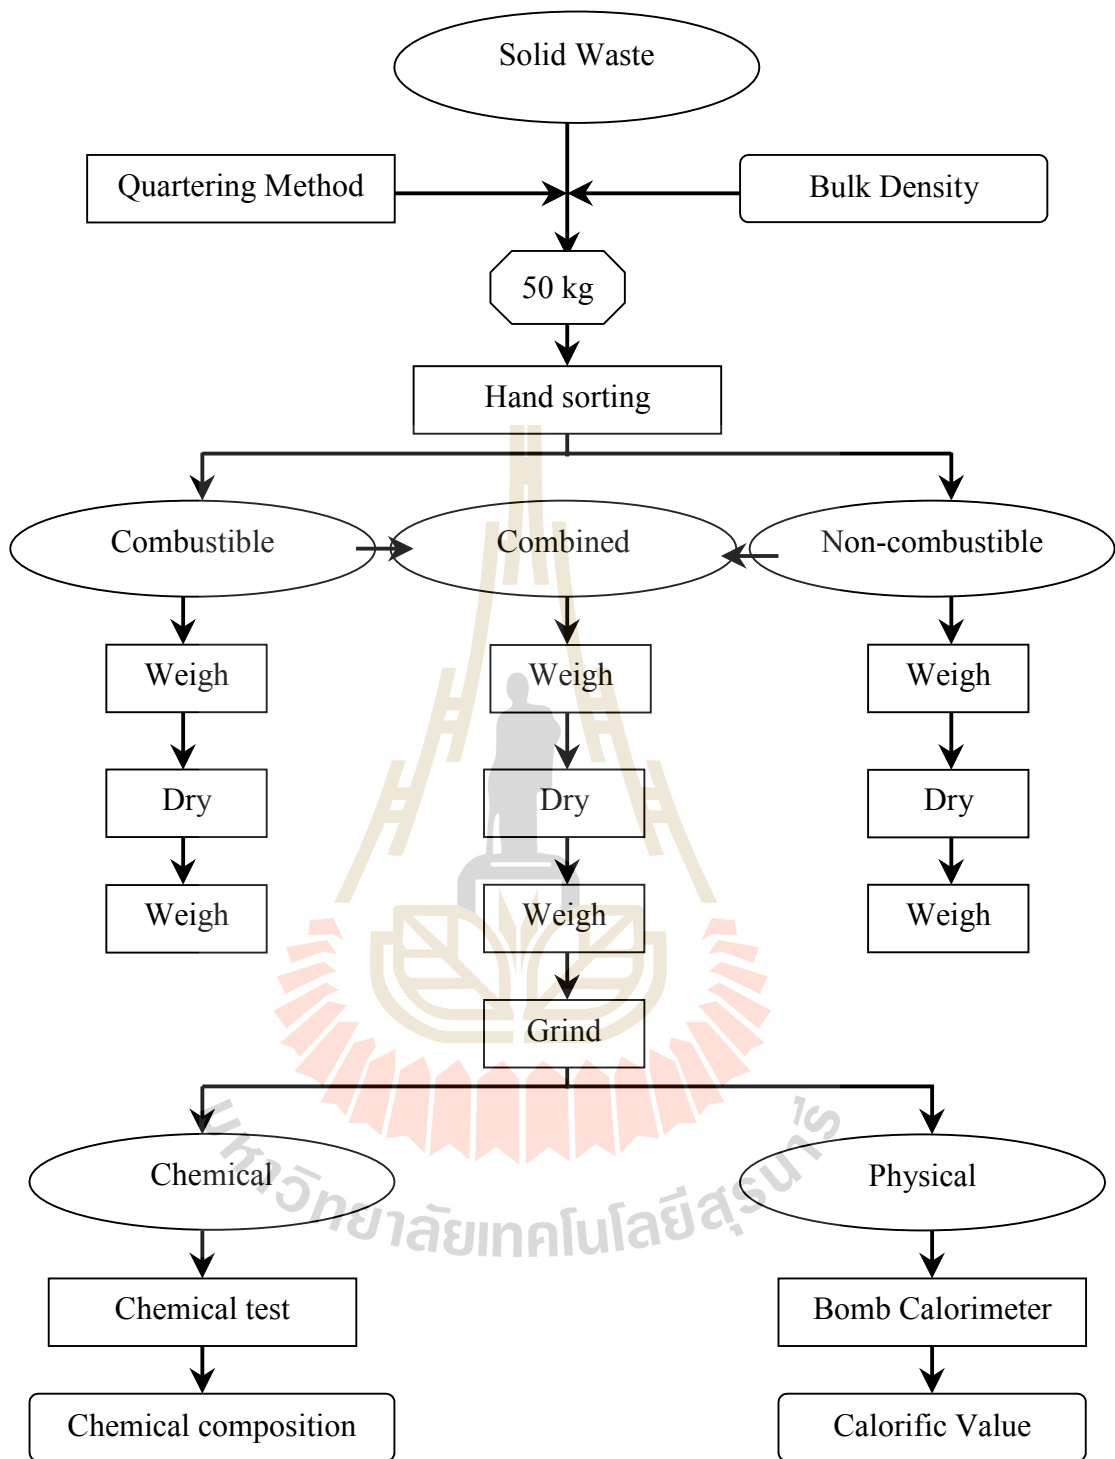 Solid Waste
Quartering Method
Bulk Density
50 kg
Hand sorting
Combustible
Combined
Non-combustible
Weigh
Weigh
Weigh
Dry
Dry
Dry
Weigh
Weigh
Weigh
Grind
Chemical
Physical
มหาวิทยาลัยเทคโนโลยีสุรนารี
Chemical test
Bomb Calorimeter
Chemical composition
Calorific Value